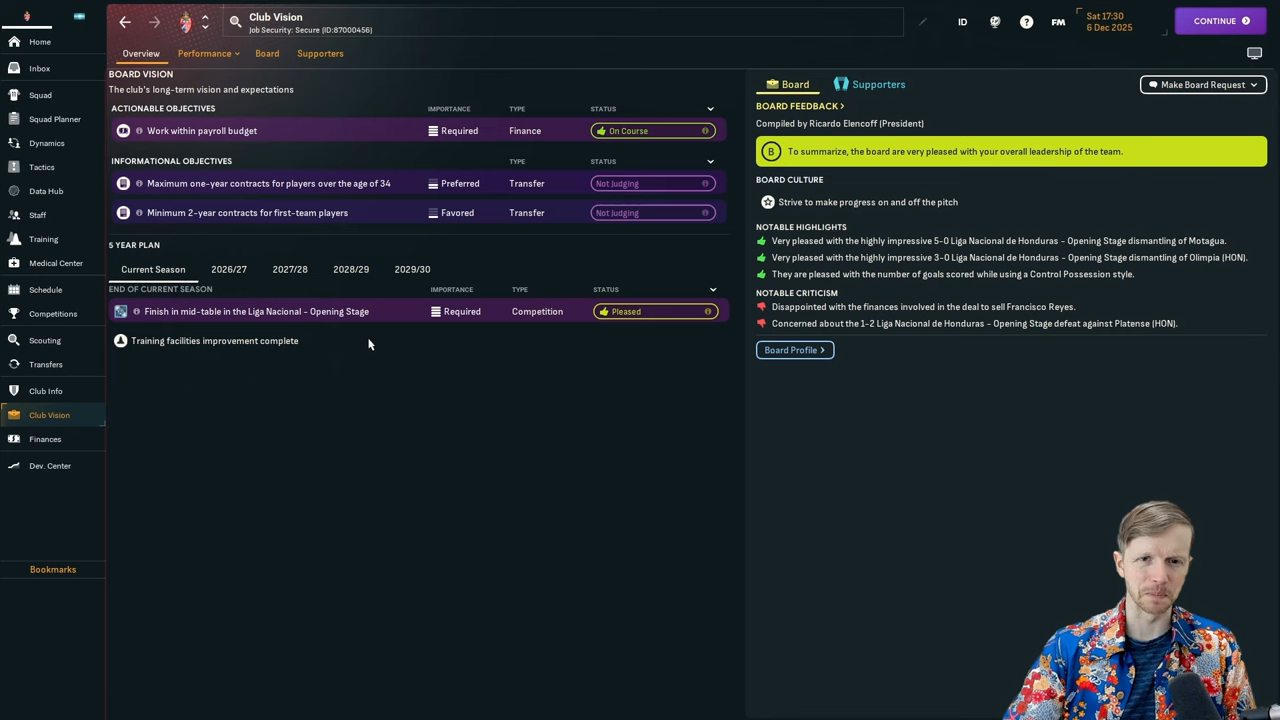 Club Vision
Job Security: Secure (ID:87000456)
ID
FM
Sat 17:30
6 Dec 2025
CONTINUE
Home
Inbox
Squad
Squad Planner
Dynamics
Tactics
Data Hub
Staff
Training
Medical Center
Schedule
Competitions
Scouting
Transfers
Club Info
Club Vision
Finances
Dev. Center
Bookmarks
Overview Performance Board Supporters
BOARD VISION
The club's long-term vision and expectations
ACTIONABLE OBJECTIVES IMPORTANCE TYPE STATUS
Work within payroll budget Required Finance On Course
INFORMATIONAL OBJECTIVES TYPE STATUS
Maximum one-year contracts for players over the age of 34 Preferred Transfer Not Judging
Minimum 2-year contracts for first-team players Favored Transfer Not Judging
5 YEAR PLAN
Current Season 2026/27 2027/28 2028/29 2029/30
END OF CURRENT SEASON IMPORTANCE TYPE STATUS
Finish in mid-table in the Liga Nacional - Opening Stage Required Competition Pleased
Training facilities improvement complete
Board Supporters Make Board Request
BOARD FEEDBACK >
Compiled by Ricardo Elencoff (President)
B To summarize, the board are very pleased with your overall leadership of the team.
BOARD CULTURE
Strive to make progress on and off the pitch
NOTABLE HIGHLIGHTS
Very pleased with the highly impressive 5-0 Liga Nacional de Honduras - Opening Stage dismantling of Motagua.
Very pleased with the highly impressive 3-0 Liga Nacional de Honduras - Opening Stage dismantling of Olimpia (HON).
They are pleased with the number of goals scored while using a Control Possession style.
NOTABLE CRITICISM
Disappointed with the finances involved in the deal to sell Francisco Reyes.
Concerned about the 1-2 Liga Nacional de Honduras - Opening Stage defeat against Platense (HON).
Board Profile >